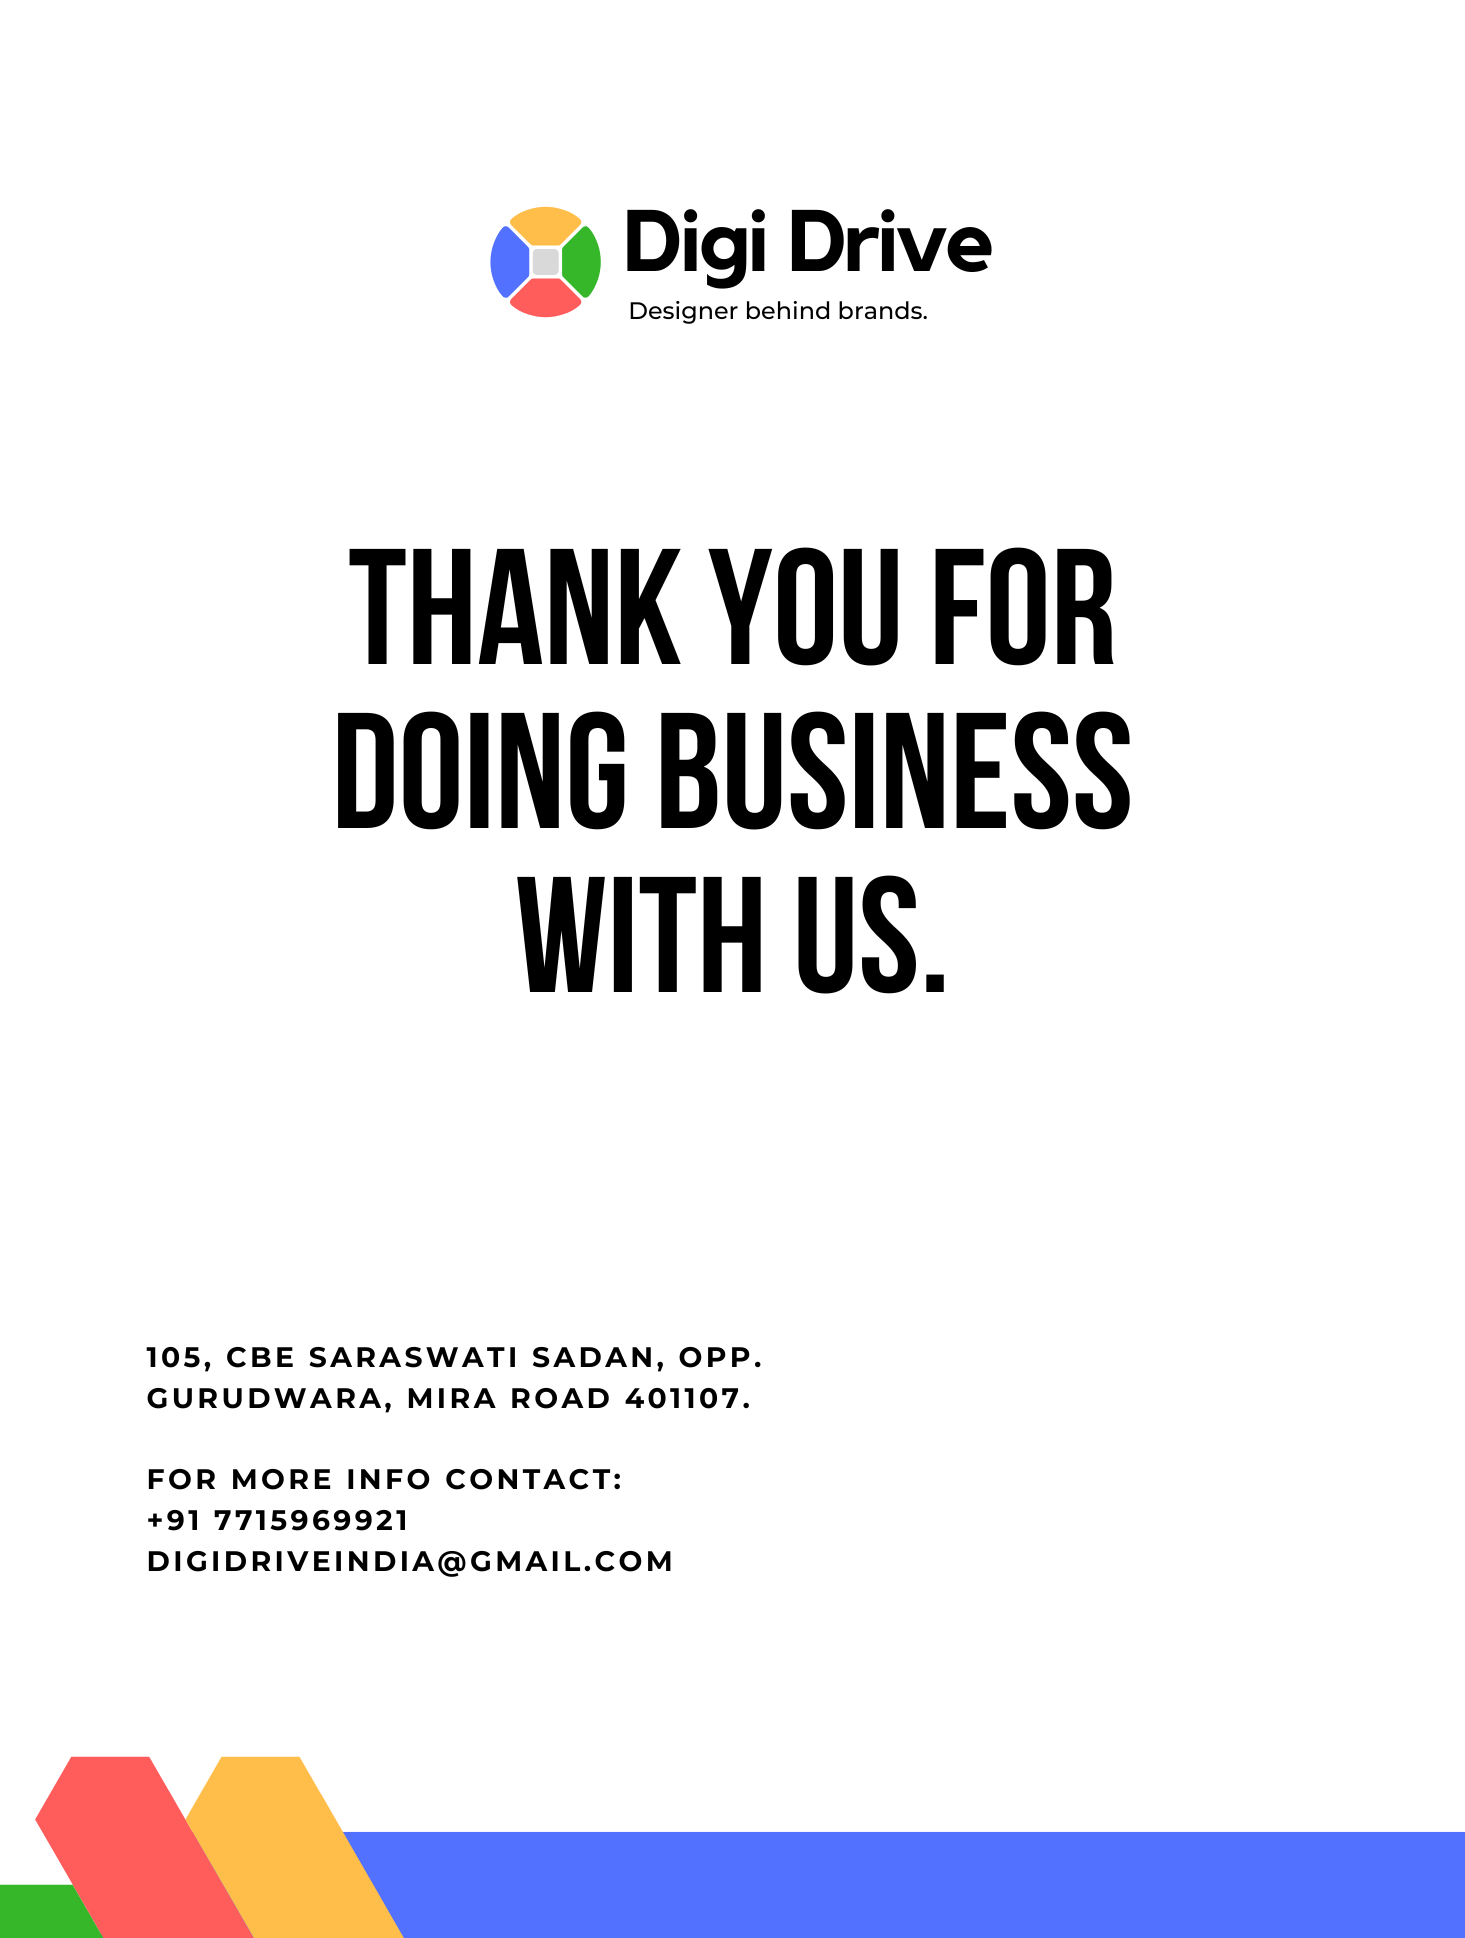 Digi Drive
Designer behind brands.
THANK YOU FOR
DOING BUSINESS
WITH US.
105, CBE SARASWATI SADAN, OPP.
GURUDWARA, MIRA ROAD 401107.
FOR MORE INFO CONTACT:
+91 7715969921
DIGIDRIVEINDIA@GMAIL.COM